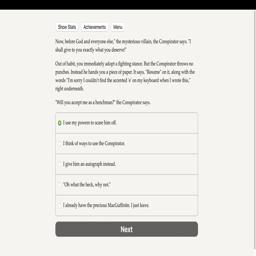 Show Stats Achievements Menu
Now, before God and everyone else," the mysterious villain, the Conspirator says. "I
shall give to you exactly what you deserve!"
Out of habit, you immediately adopt a fighting stance. But the Conspirator throws no
punches. Instead he hands you a piece of paper. It says, "Resume" on it, along with the
words "I'm sorry I couldn't find the accented 'e' on my keyboard when I wrote this,"
right underneath.
"Will you accept me as a henchman?" the Conspirator says.
I use my powers to scare him off.
I think of ways to use the Conspirator.
I give him an autograph instead.
"Oh what the heck, why not."
I already have the precious MacGuffinite. I just leave.
Next